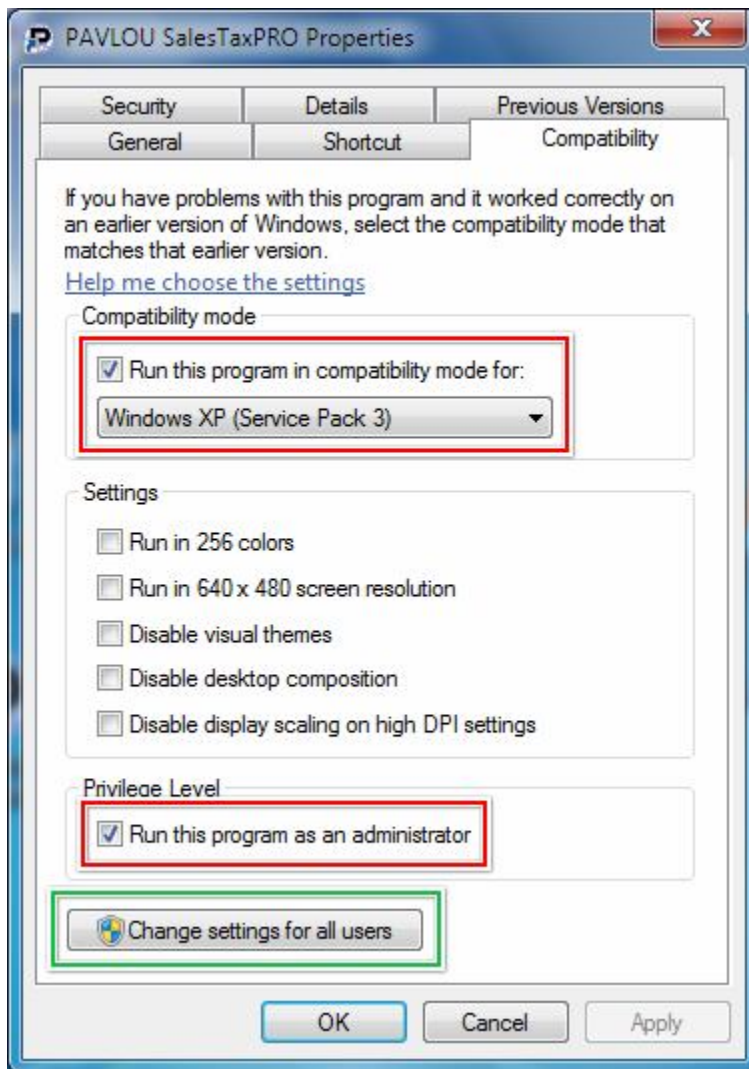 PAVLOU SalesTaxPRO Properties
Security Details Previous Versions
General Shortcut Compatibility
If you have problems with this program and it worked correctly on
an earlier version of Windows, select the compatibility mode that
matches that earlier version.
Help me choose the settings
Compatibility mode
Run this program in compatibility mode for:
Windows XP (Service Pack 3)
Settings
Run in 256 colors
Run in 640 x 480 screen resolution
Disable visual themes
Disable desktop composition
Disable display scaling on high DPI settings
Privilege Level
Run this program as an administrator
Change settings for all users
OK Cancel Apply